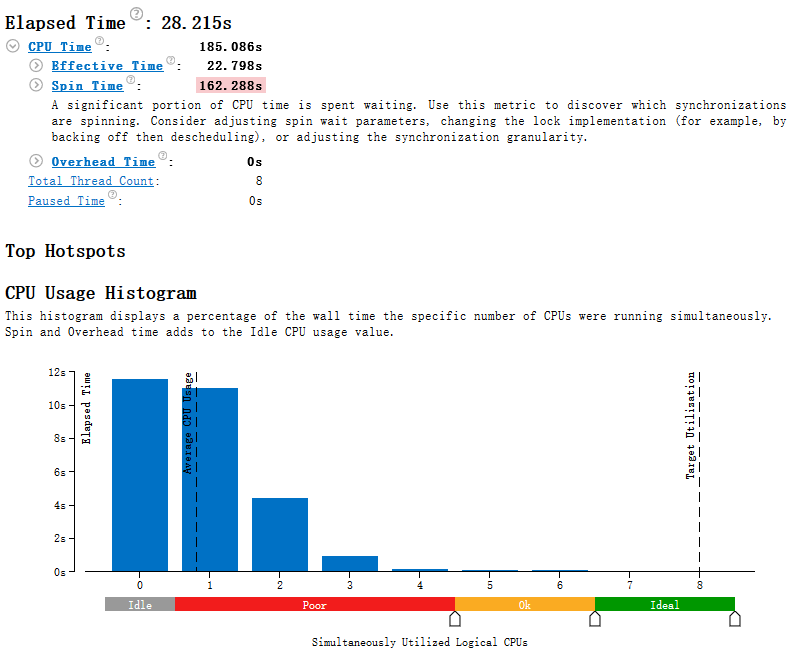 Elapsed Time ?: 28.215s
CPU Time ?: 185.086s
Effective Time ?: 22.798s
Spin Time ?: 162.288s
A significant portion of CPU time is spent waiting. Use this metric to discover which synchronizations
are spinning. Consider adjusting spin wait parameters, changing the lock implementation (for example, by
backing off then descheduling), or adjusting the synchronization granularity.
Overhead Time ?: 0s
Total Thread Count: 8
Paused Time ?: 0s
Top Hotspots
CPU Usage Histogram
This histogram displays a percentage of the wall time the specific number of CPUs were running simultaneously.
Spin and Overhead time adds to the Idle CPU usage value.
12s
10s
8s
6s
4s
2s
0s
Elapsed Time
Average CPU Usage
Target Utilization
0 1 2 3 4 5 6 7 8
Idle Poor Ok Ideal
Simultaneously Utilized Logical CPUs